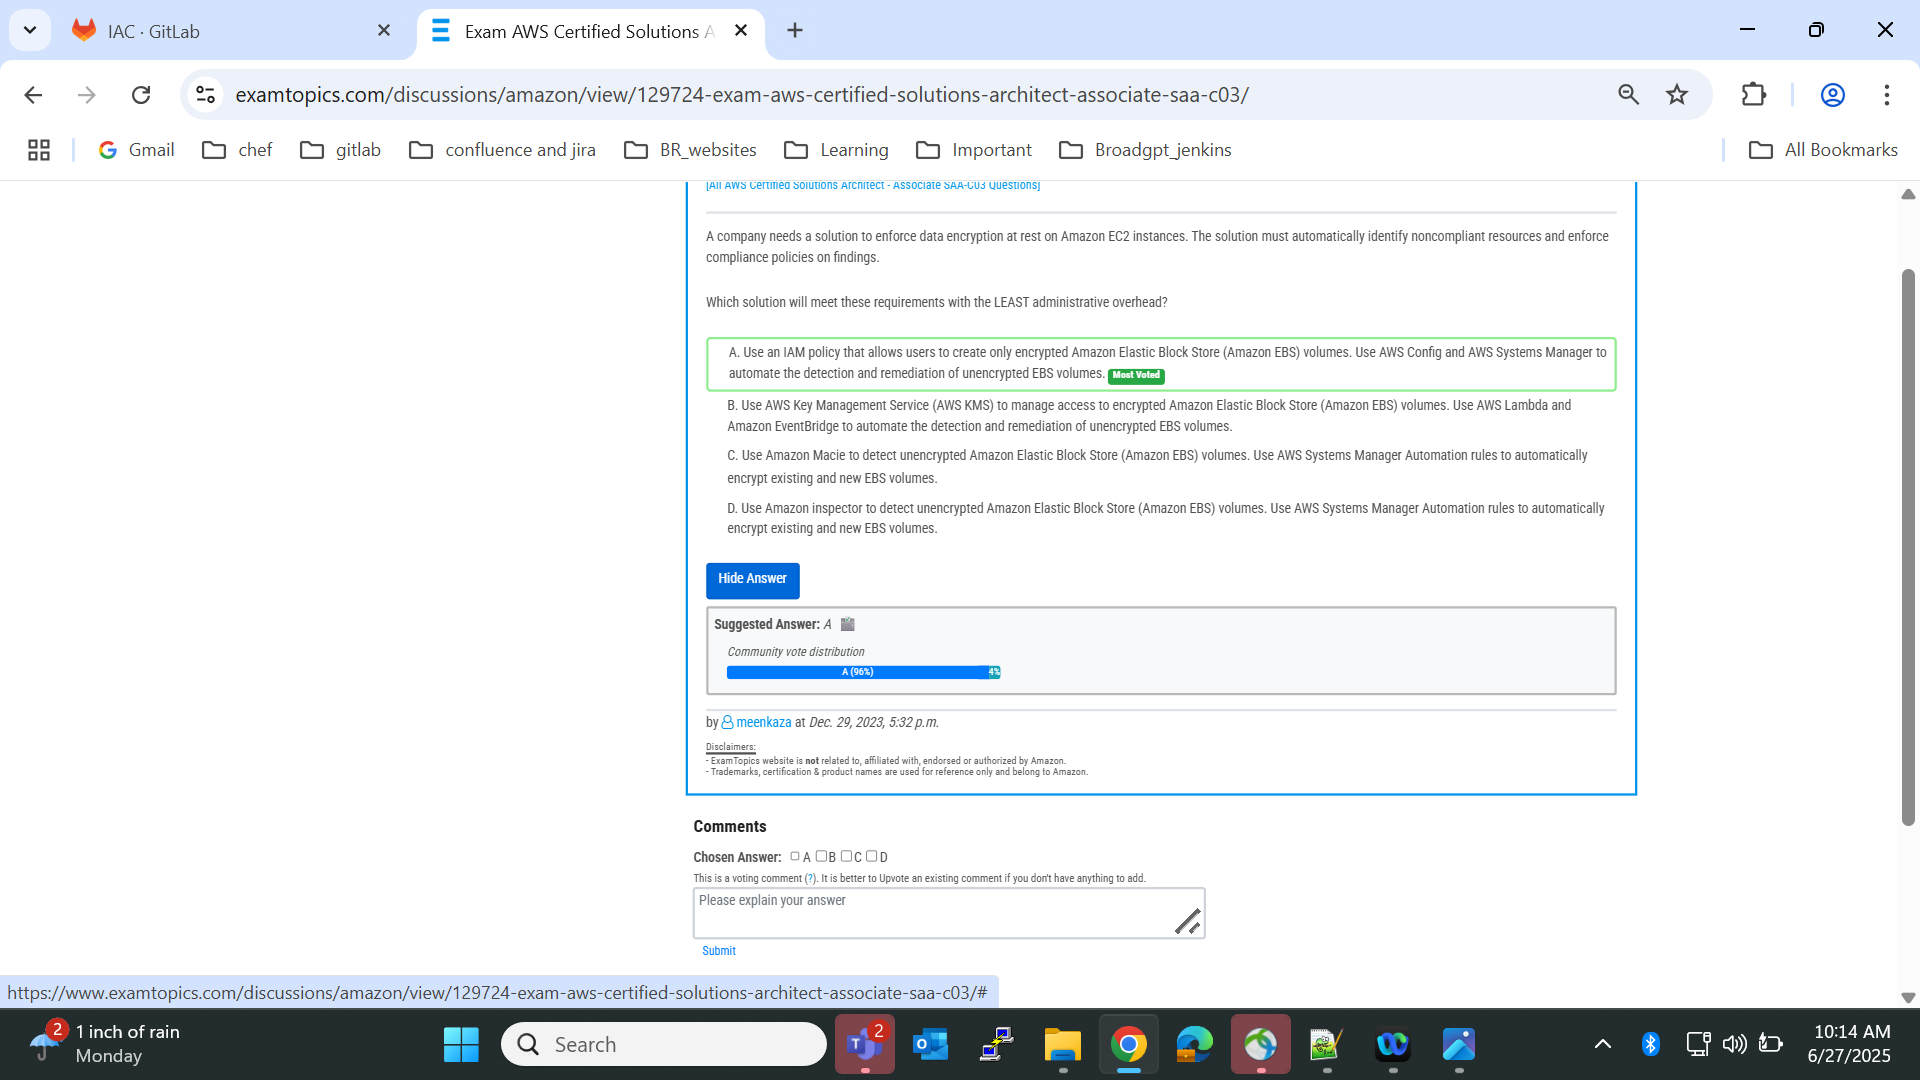 IAC · GitLab
Exam AWS Certified Solutions A
examtopics.com/discussions/amazon/view/129724-exam-aws-certified-solutions-architect-associate-saa-c03/
Gmail
chef
gitlab
confluence and jira
BR_websites
Learning
Important
Broadgpt_jenkins
All Bookmarks
[All AWS Certified Solutions Architect - Associate SAA-C03 Questions]
A company needs a solution to enforce data encryption at rest on Amazon EC2 instances. The solution must automatically identify noncompliant resources and enforce
compliance policies on findings.
Which solution will meet these requirements with the LEAST administrative overhead?
A. Use an IAM policy that allows users to create only encrypted Amazon Elastic Block Store (Amazon EBS) volumes. Use AWS Config and AWS Systems Manager to
automate the detection and remediation of unencrypted EBS volumes. Most Voted
B. Use AWS Key Management Service (AWS KMS) to manage access to encrypted Amazon Elastic Block Store (Amazon EBS) volumes. Use AWS Lambda and
Amazon EventBridge to automate the detection and remediation of unencrypted EBS volumes.
C. Use Amazon Macie to detect unencrypted Amazon Elastic Block Store (Amazon EBS) volumes. Use AWS Systems Manager Automation rules to automatically
encrypt existing and new EBS volumes.
D. Use Amazon inspector to detect unencrypted Amazon Elastic Block Store (Amazon EBS) volumes. Use AWS Systems Manager Automation rules to automatically
encrypt existing and new EBS volumes.
Hide Answer
Suggested Answer: A
Community vote distribution
A (96%)
4%
by meenkaza at Dec. 29, 2023, 5:32 p.m.
Disclaimers:
- ExamTopics website is not related to, affiliated with, endorsed or authorized by Amazon.
- Trademarks, certification & product names are used for reference only and belong to Amazon.
Comments
Chosen Answer: A B C D
This is a voting comment (?). It is better to Upvote an existing comment if you don't have anything to add.
Please explain your answer
Submit
https://www.examtopics.com/discussions/amazon/view/129724-exam-aws-certified-solutions-architect-associate-saa-c03/#
2
1 inch of rain
Monday
Search
2
10:14 AM
6/27/2025